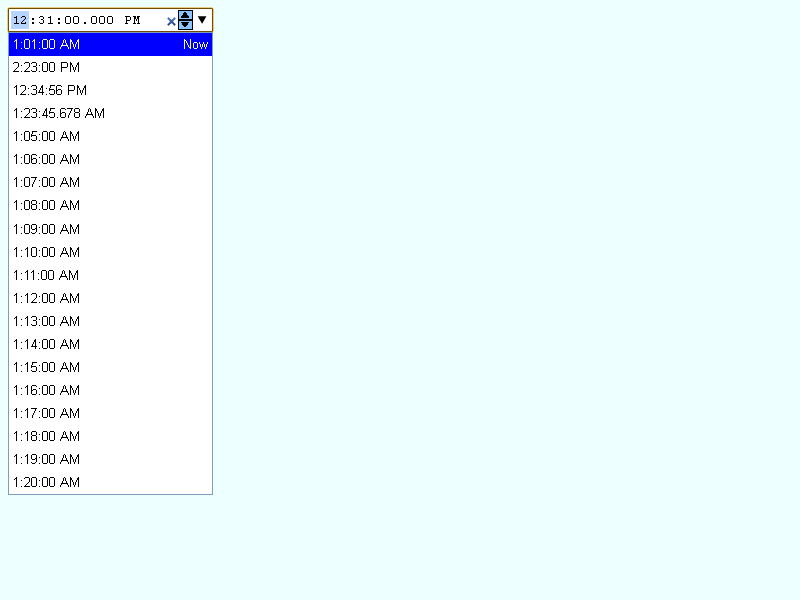 12:31:00.000 PM
1:01:00 AM Now
2:23:00 PM
12:34:56 PM
1:23:45.678 AM
1:05:00 AM
1:06:00 AM
1:07:00 AM
1:08:00 AM
1:09:00 AM
1:10:00 AM
1:11:00 AM
1:12:00 AM
1:13:00 AM
1:14:00 AM
1:15:00 AM
1:16:00 AM
1:17:00 AM
1:18:00 AM
1:19:00 AM
1:20:00 AM